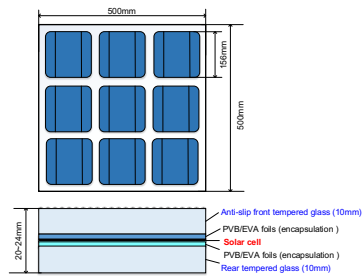 500mm
156mm
500mm
20~24mm
Anti-slip front tempered glass (10mm)
PVB/EVA foils (encapsulation )
Solar cell
PVB/EVA foils (encapsulation )
Rear tempered glass (10mm)